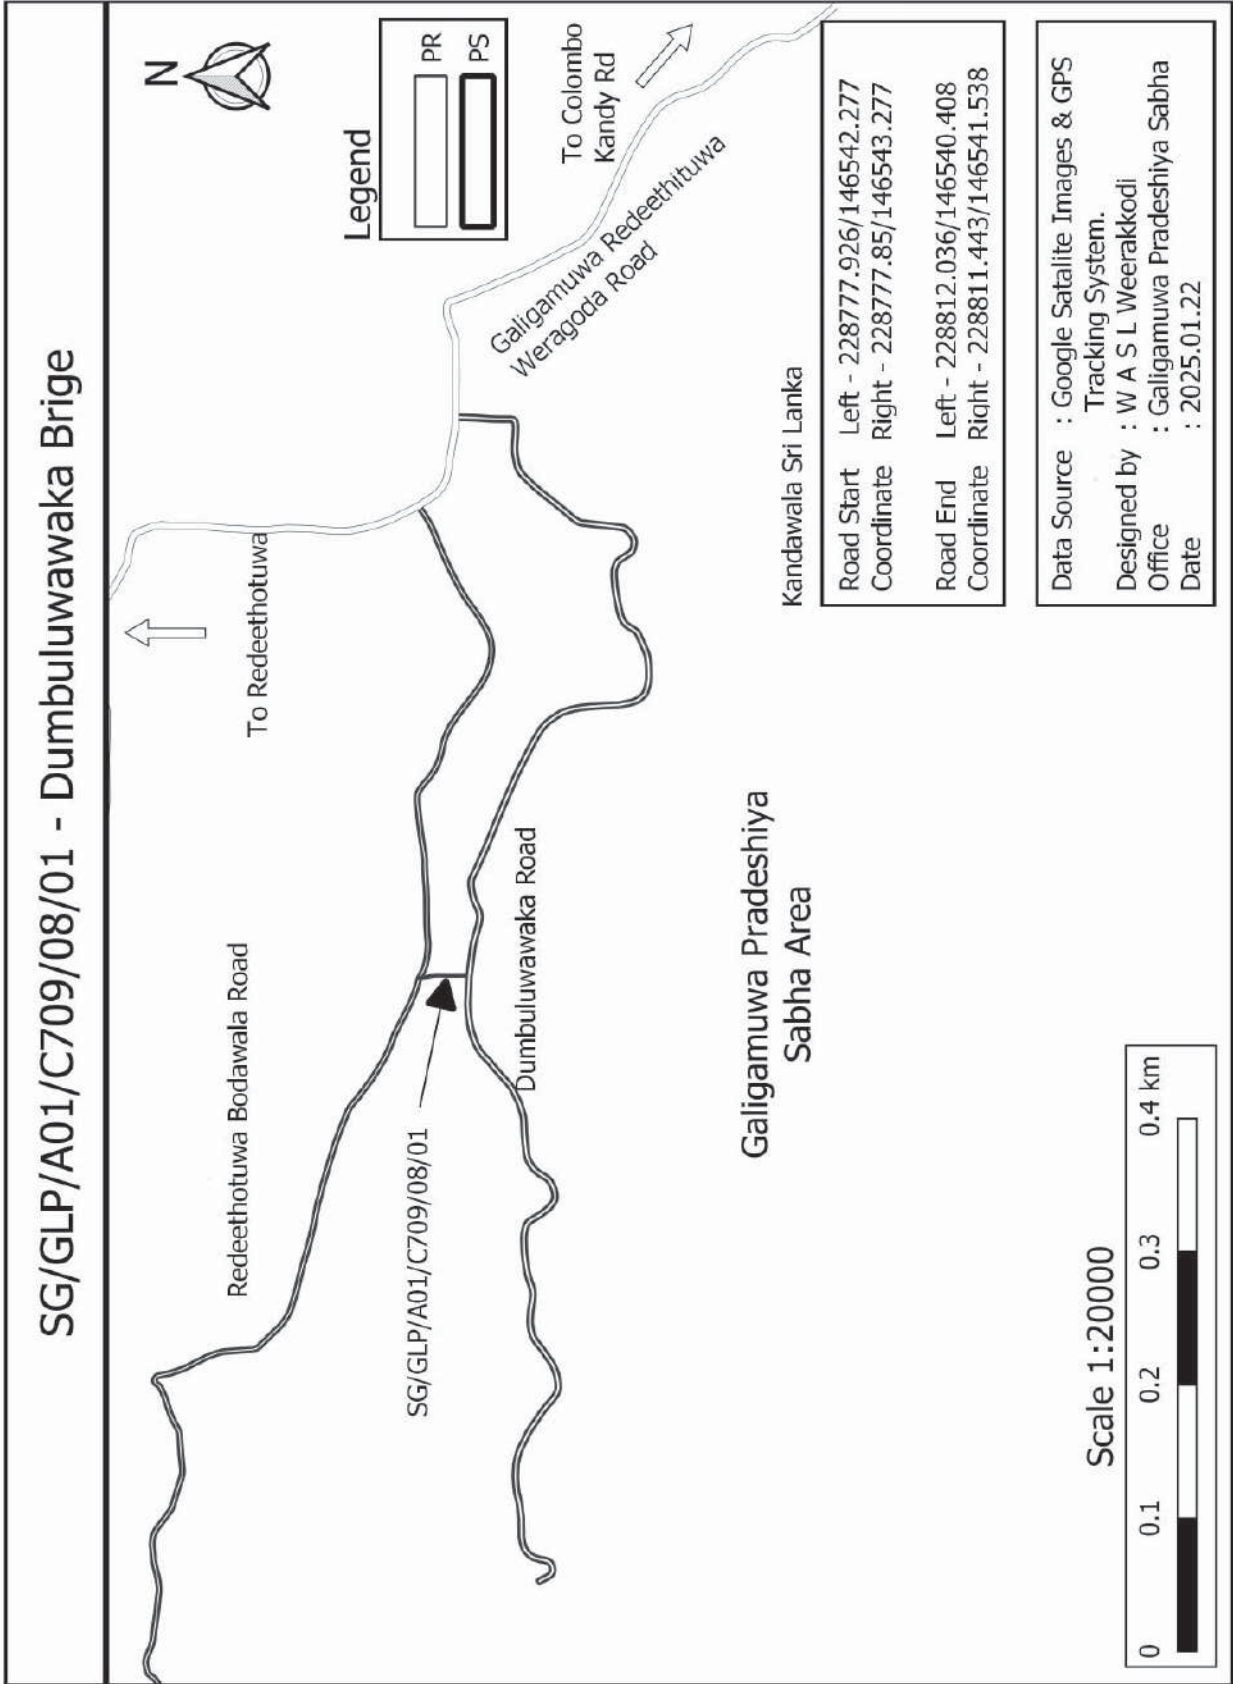 SG/GLP/A01/C709/08/01 - Dumbuluwawaka Brige
N
Legend
PR
PS
To Colombo
Kandy Rd
To Redeethotuwa
Galigamuwa Redeethituwa
Weragoda Road
Redeethotuwa Bodawala Road
SG/GLP/A01/C709/08/01
Dumbuluwawaka Road
Galigamuwa Pradeshiya
Sabha Area
Kandawala Sri Lanka
Road Start Left - 228777.926/146542.277
Coordinate Right - 228777.85/146543.277
Road End Left - 228812.036/146540.408
Coordinate Right - 228811.443/146541.538
Data Source : Google Satalite Images & GPS
Tracking System.
Designed by : W A S L Weerakkodi
Office : Galigamuwa Pradeshiya Sabha
Date : 2025.01.22
Scale 1:20000
0 0.1 0.2 0.3 0.4 km